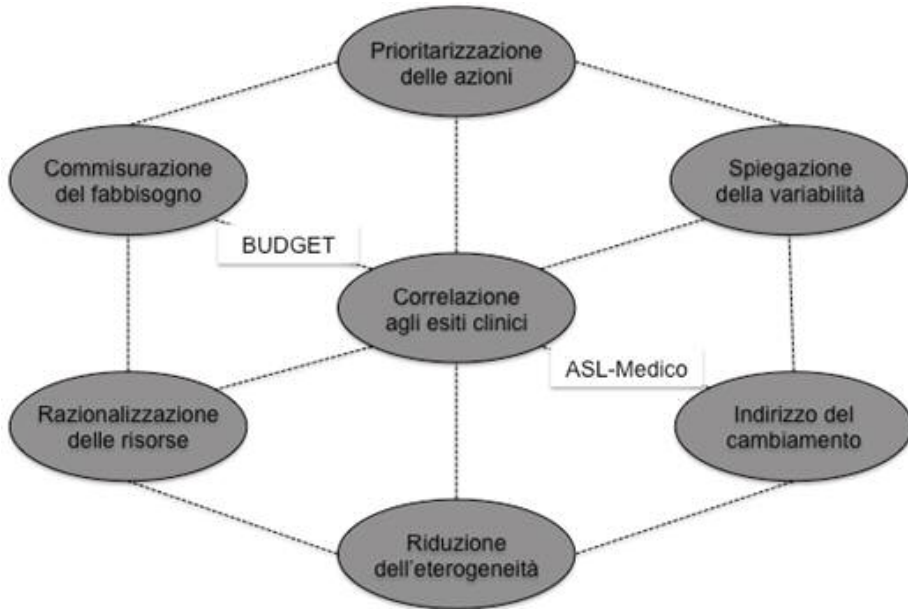 Prioritarizzazione
delle azioni
Commisurazione
del fabbisogno
Spiegazione
della variabilità
BUDGET
Correlazione
agli esiti clinici
ASL-Medico
Razionalizzazione
delle risorse
Indirizzo del
cambiamento
Riduzione
dell'eterogeneità